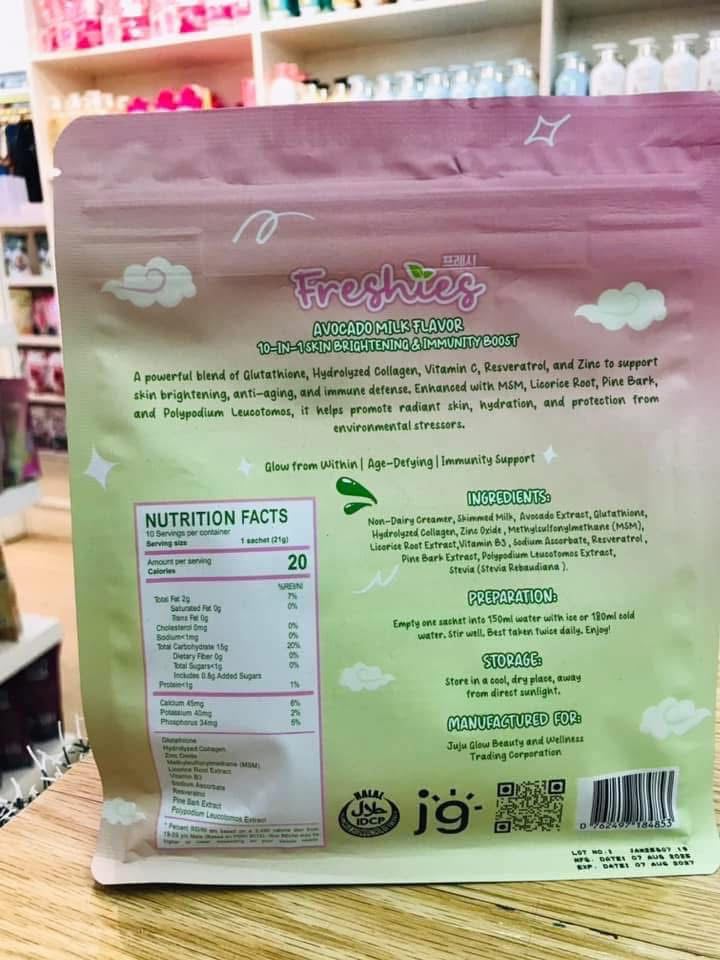 프레시
Freshies
AVOCADO MILK FLAVOR
10-IN-1 SKIN BRIGHTENING & IMMUNITY BOOST
A powerful blend of Glutathione, Hydrolyzed Collagen, Vitamin C, Resveratrol, and Zinc to support
skin brightening, anti-aging, and immune defense. Enhanced with MSM, Licorice Root, Pine Bark,
and Polypodium Leucotomos, it helps promote radiant skin, hydration, and protection from
environmental stressors.
Glow from Within | Age-Defying | Immunity Support
NUTRITION FACTS
10 Servings per container
Serving size 1 sachet (21g)
Amount per serving
Calories 20
%RENI
Total Fat 2g 7%
Saturated Fat 0g 0%
Trans Fat 0g
Cholesterol 0mg 0%
Sodium<1mg 0%
Total Carbohydrate 15g 20%
Dietary Fiber 0g 0%
Total Sugars<1g 0%
Includes 0.8g Added Sugars
Protein<1g 1%
Calcium 45mg 6%
Potassium 40mg 2%
Phosphorus 34mg 5%
Glutathione
Hydrolyzed Collagen
Zinc Oxide
Methylsulfonylmethane (MSM)
Licorice Root Extract
Vitamin B3
Sodium Ascorbate
Resveratrol
Pine Bark Extract
Polypodium Leucotomos Extract
INGREDIENTS:
Non-Dairy Creamer, Skimmed Milk, Avocado Extract, Glutathione,
Hydrolyzed Collagen, Zinc Oxide, Methylsulfonylmethane (MSM),
Licorice Root Extract, Vitamin B3, Sodium Ascorbate, Resveratrol,
Pine Bark Extract, Polypodium Leucotomos Extract,
Stevia (Stevia Rebaudiana ).
PREPARATION:
Empty one sachet into 150ml water with ice or 180ml cold
water. Stir well. Best taken twice daily. Enjoy!
STORAGE:
Store in a cool, dry place, away
from direct sunlight.
MANUFACTURED FOR:
Juju Glow Beauty and Wellness
Trading Corporation
HALAL
حلال
IDCP
jg
0 762497 184853
LOT NO.: 1
MFG. DATE: 07 AUG 2025
EXP. DATE: 07 AUG 2027